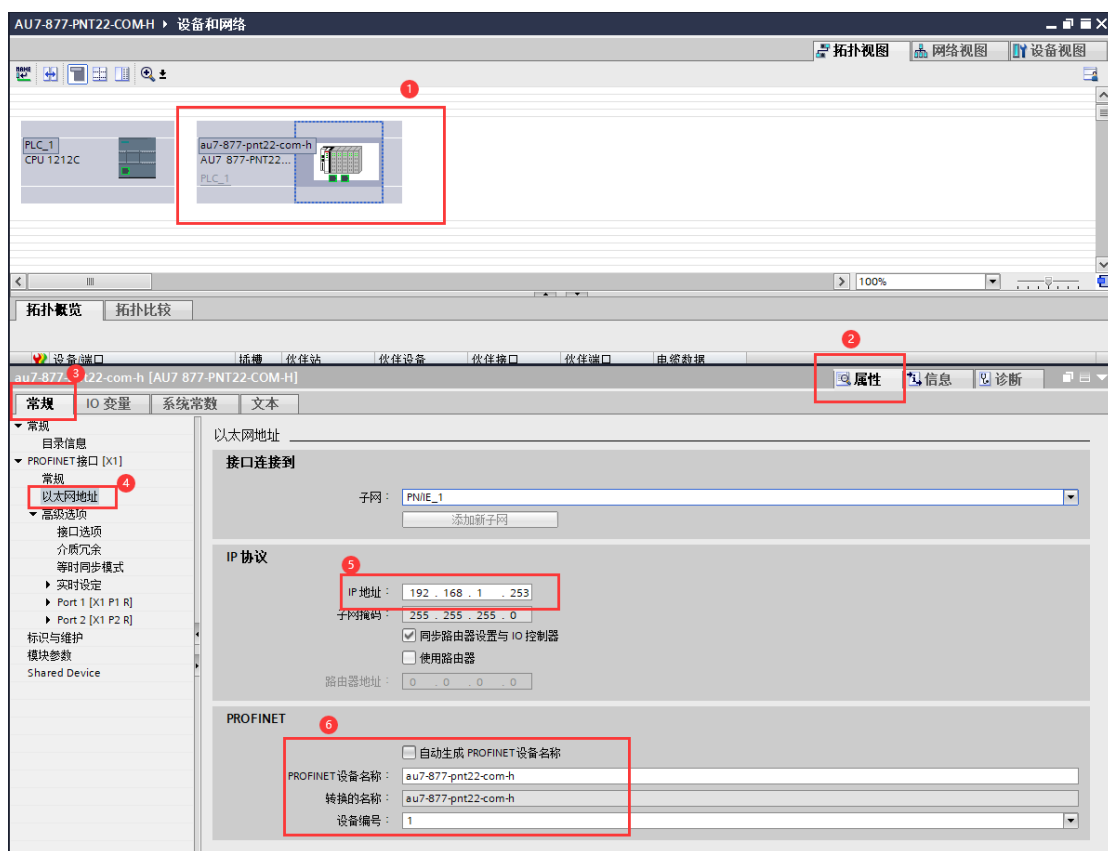 AU7-877-PNT22-COM-H ▸ 设备和网络
拓扑视图 网络视图 设备视图
1
PLC_1
CPU 1212C
au7-877-pnt22-com-h
AU7 877-PNT22...
PLC_1
100%
拓扑概览 拓扑比较
2
设备/端口 插槽 伙伴站 伙伴设备 伙伴接口 伙伴端口 电缆数据
3
au7-877-pnt22-com-h [AU7 877-PNT22-COM-H]
属性 信息 诊断
常规 IO 变量 系统常数 文本
常规
目录信息
PROFINET接口 [X1]
常规
4
以太网地址
高级选项
接口选项
介质冗余
等时同步模式
实时设定
Port 1 [X1 P1 R]
Port 2 [X1 P2 R]
标识与维护
模块参数
Shared Device
以太网地址
接口连接到
子网： PN/IE_1
添加新子网
IP 协议
5
IP 地址： 192 . 168 . 1 . 253
子网掩码： 255 . 255 . 255 . 0
同步路由器设置与 IO 控制器
使用路由器
路由器地址： 0 . 0 . 0 . 0
PROFINET
6
自动生成 PROFINET设备名称
PROFINET设备名称： au7-877-pnt22-com-h
转换的名称： au7-877-pnt22-com-h
设备编号： 1